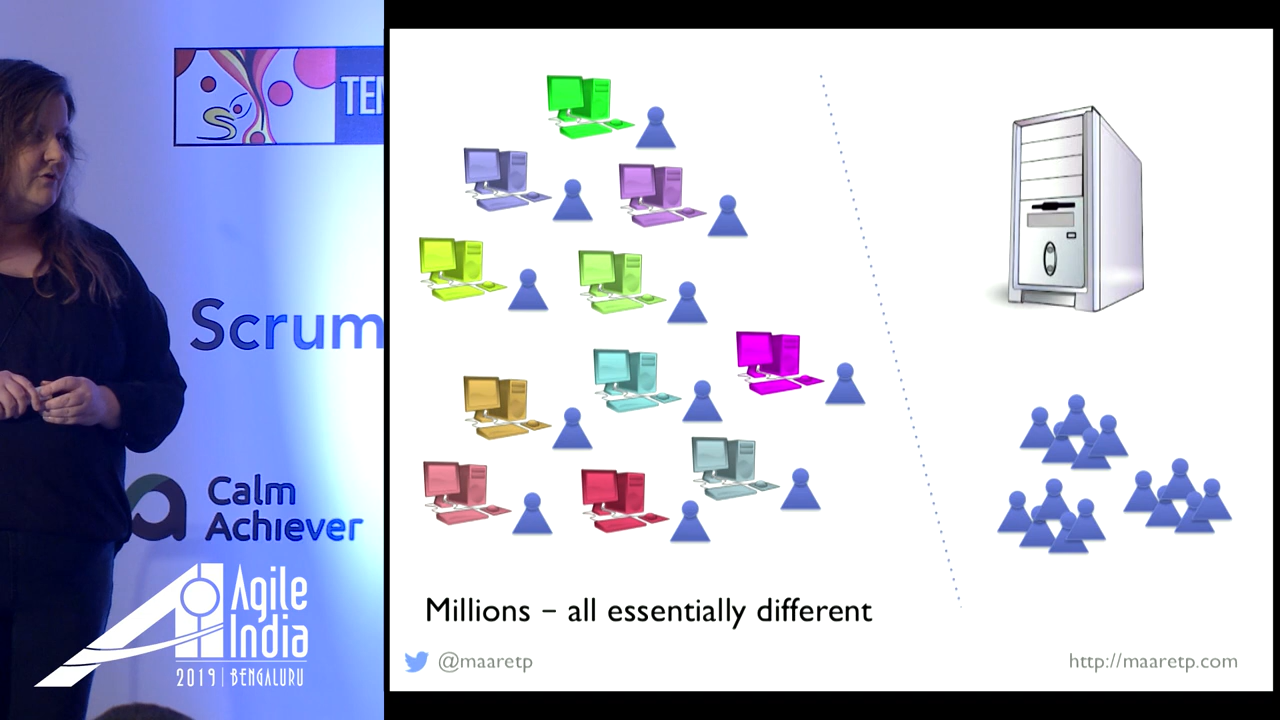 Scrum
Calm
Achiever
Agile
India
2019 | BENGALURU
Millions – all essentially different
@maaretp
http://maaretp.com